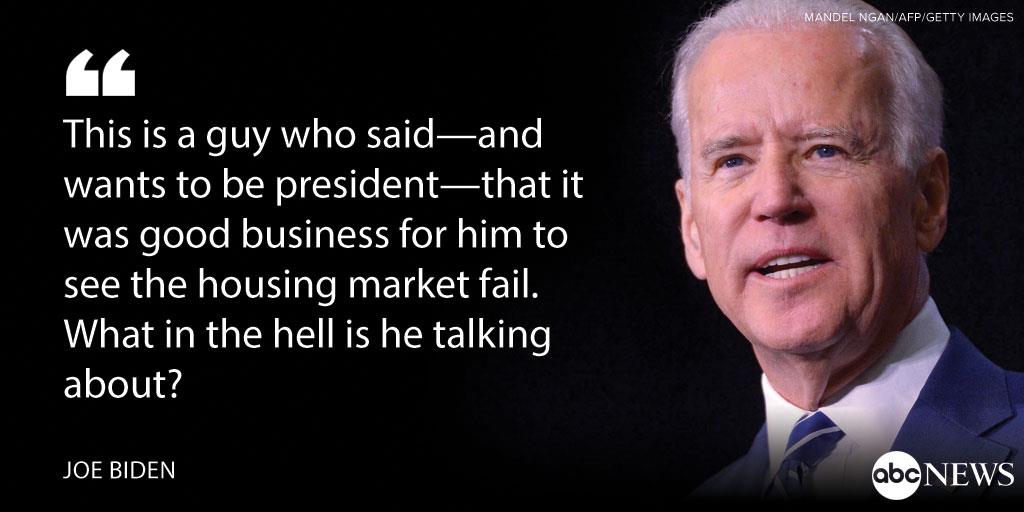 MANDEL NGAN/AFP/GETTY IMAGES
“
This is a guy who said—and
wants to be president—that it
was good business for him to
see the housing market fail.
What in the hell is he talking
about?
JOE BIDEN
abc NEWS